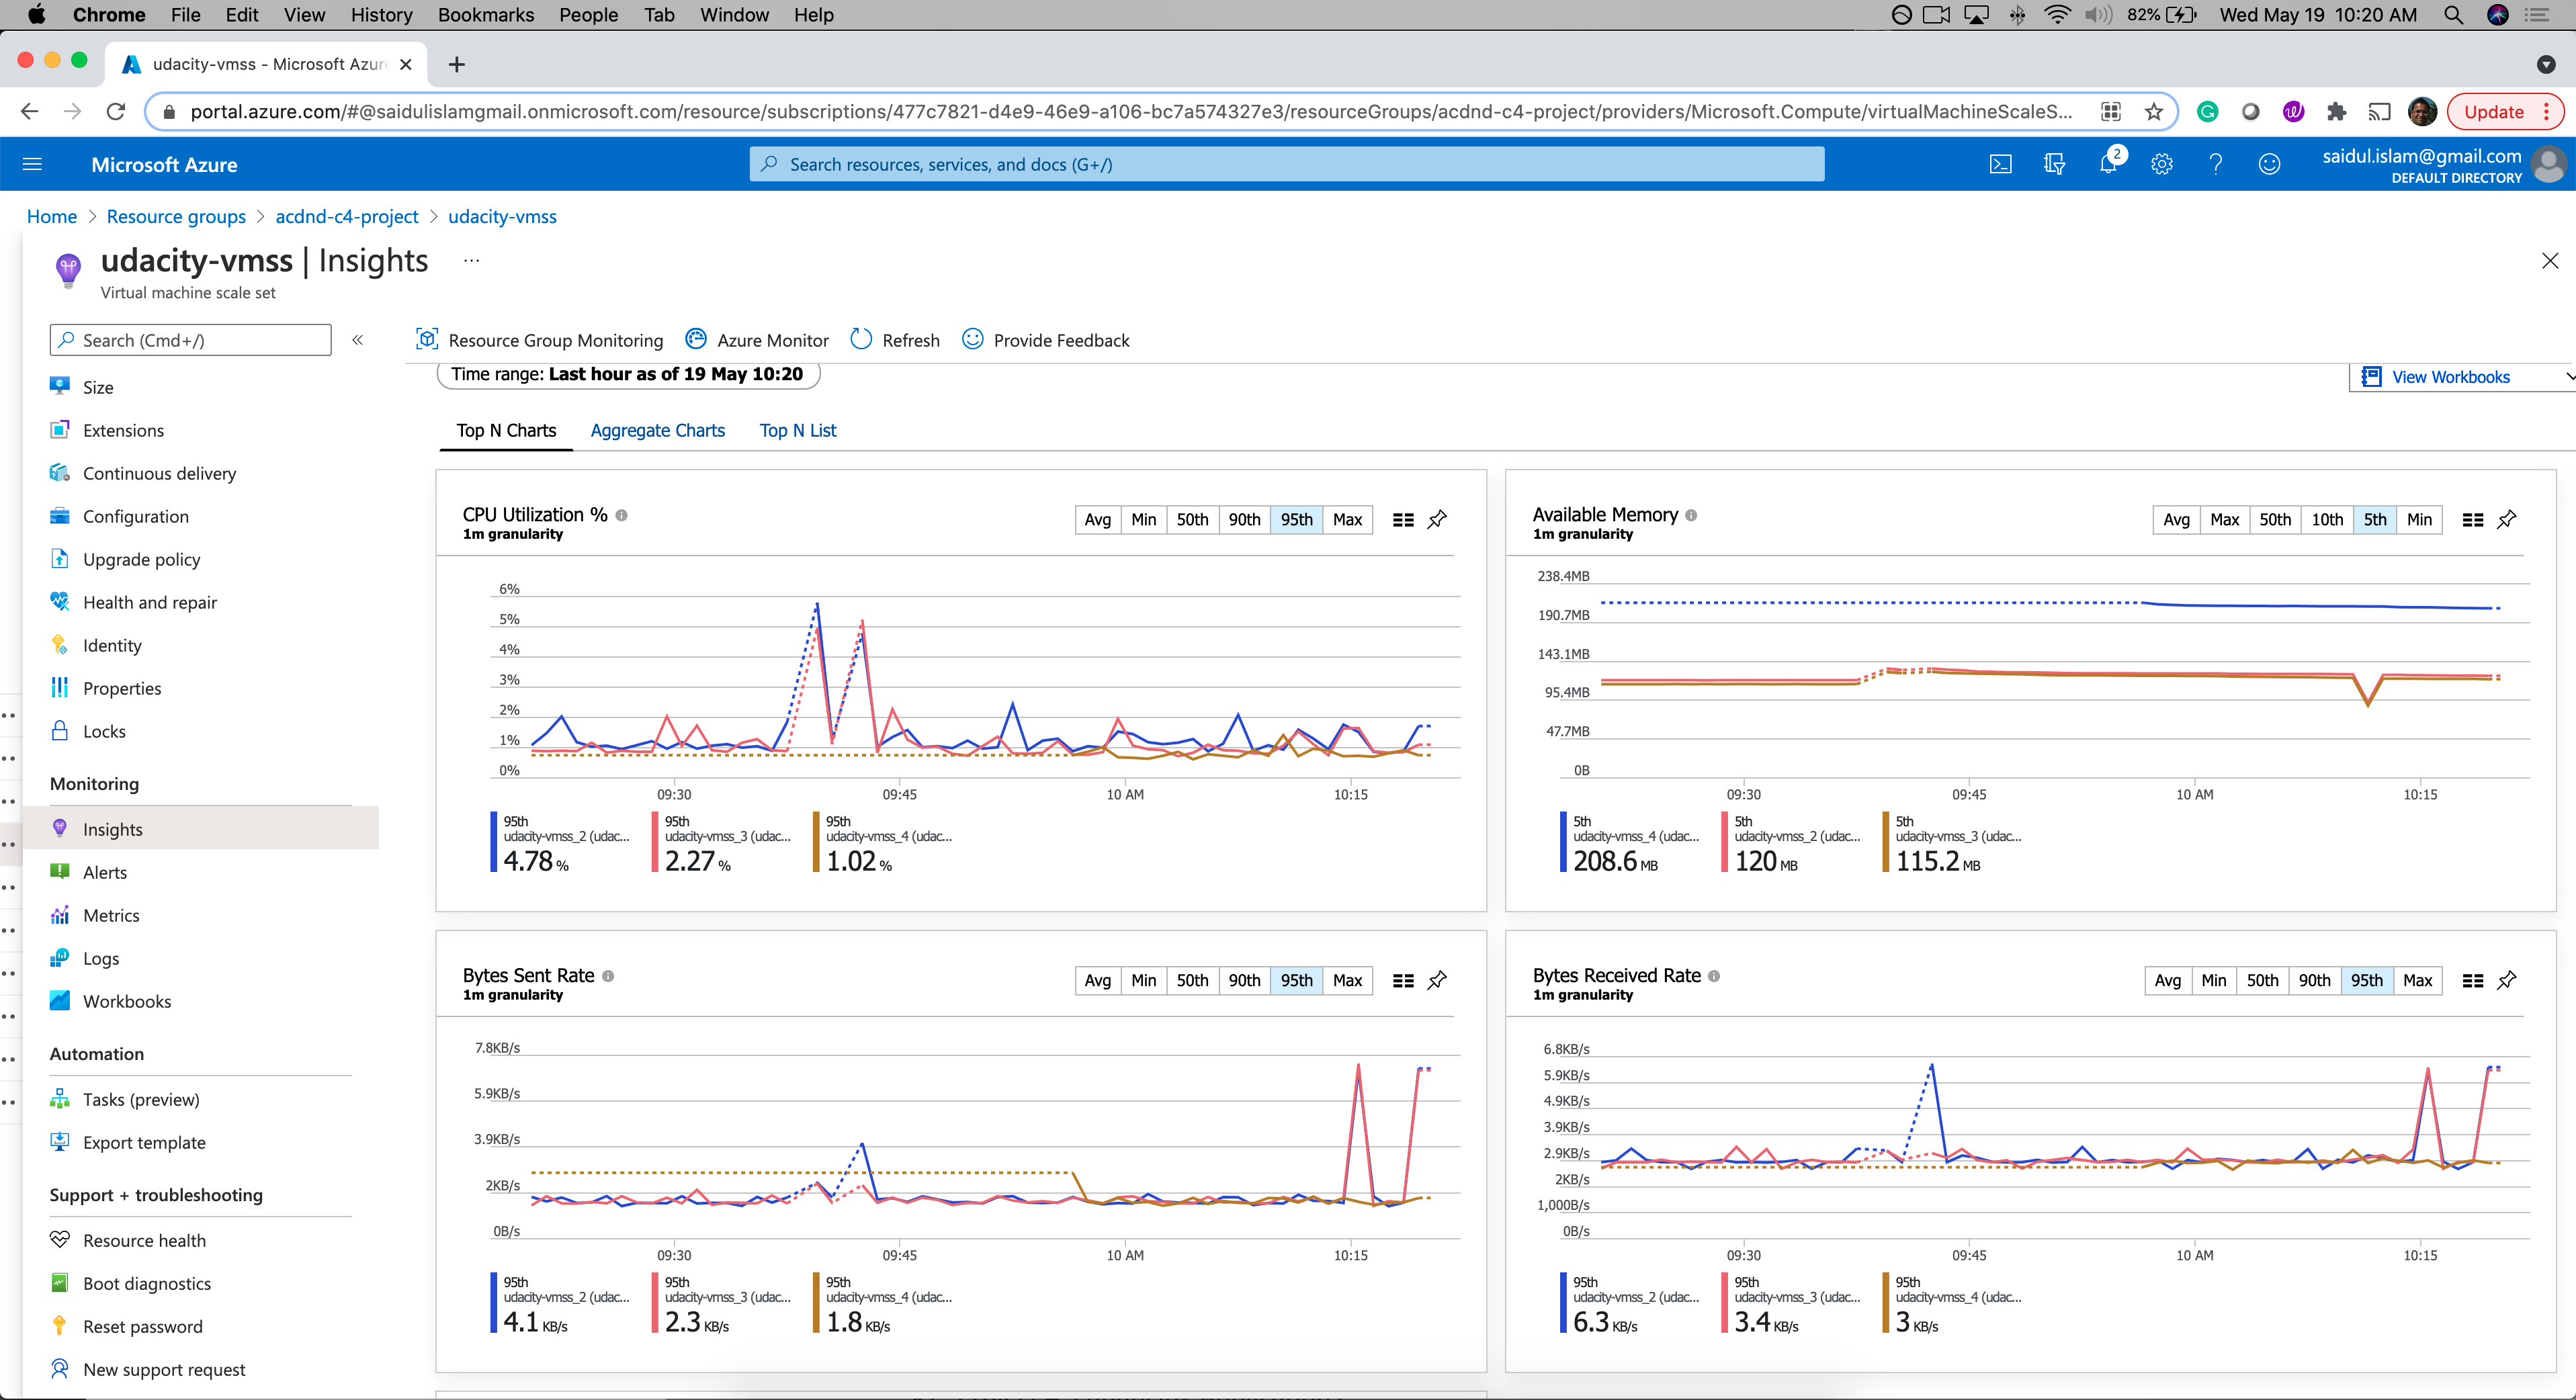 Chrome File Edit View History Bookmarks People Tab Window Help 82% Wed May 19 10:20 AM
udacity-vmss - Microsoft Azur
portal.azure.com/#@saidulislamgmail.onmicrosoft.com/resource/subscriptions/477c7821-d4e9-46e9-a106-bc7a574327e3/resourceGroups/acdnd-c4-project/providers/Microsoft.Compute/virtualMachineScaleS... Update
Microsoft Azure Search resources, services, and docs (G+/) 2 saidul.islam@gmail.com
DEFAULT DIRECTORY
Home > Resource groups > acdnd-c4-project > udacity-vmss
udacity-vmss | Insights ...
Virtual machine scale set
Search (Cmd+/) «
Resource Group Monitoring Azure Monitor Refresh Provide Feedback
Size
Extensions
Continuous delivery
Configuration
Upgrade policy
Health and repair
Identity
Properties
Locks
Monitoring
Insights
Alerts
Metrics
Logs
Workbooks
Automation
Tasks (preview)
Export template
Support + troubleshooting
Resource health
Boot diagnostics
Reset password
New support request
Time range: Last hour as of 19 May 10:20
View Workbooks
Top N Charts Aggregate Charts Top N List
CPU Utilization %
1m granularity
Avg Min 50th 90th 95th Max
6%
5%
4%
3%
2%
1%
0%
09:30 09:45 10 AM 10:15
95th 95th 95th
udacity-vmss_2 (udac... udacity-vmss_3 (udac... udacity-vmss_4 (udac...
4.78 % 2.27 % 1.02 %
Available Memory
1m granularity
Avg Max 50th 10th 5th Min
238.4MB
190.7MB
143.1MB
95.4MB
47.7MB
0B
09:30 09:45 10 AM 10:15
5th 5th 5th
udacity-vmss_4 (udac... udacity-vmss_2 (udac... udacity-vmss_3 (udac...
208.6 MB 120 MB 115.2 MB
Bytes Sent Rate
1m granularity
Avg Min 50th 90th 95th Max
7.8KB/s
5.9KB/s
3.9KB/s
2KB/s
0B/s
09:30 09:45 10 AM 10:15
95th 95th 95th
udacity-vmss_2 (udac... udacity-vmss_3 (udac... udacity-vmss_4 (udac...
4.1 KB/s 2.3 KB/s 1.8 KB/s
Bytes Received Rate
1m granularity
Avg Min 50th 90th 95th Max
6.8KB/s
5.9KB/s
4.9KB/s
3.9KB/s
2.9KB/s
2KB/s
1,000B/s
0B/s
09:30 09:45 10 AM 10:15
95th 95th 95th
udacity-vmss_2 (udac... udacity-vmss_3 (udac... udacity-vmss_4 (udac...
6.3 KB/s 3.4 KB/s 3 KB/s